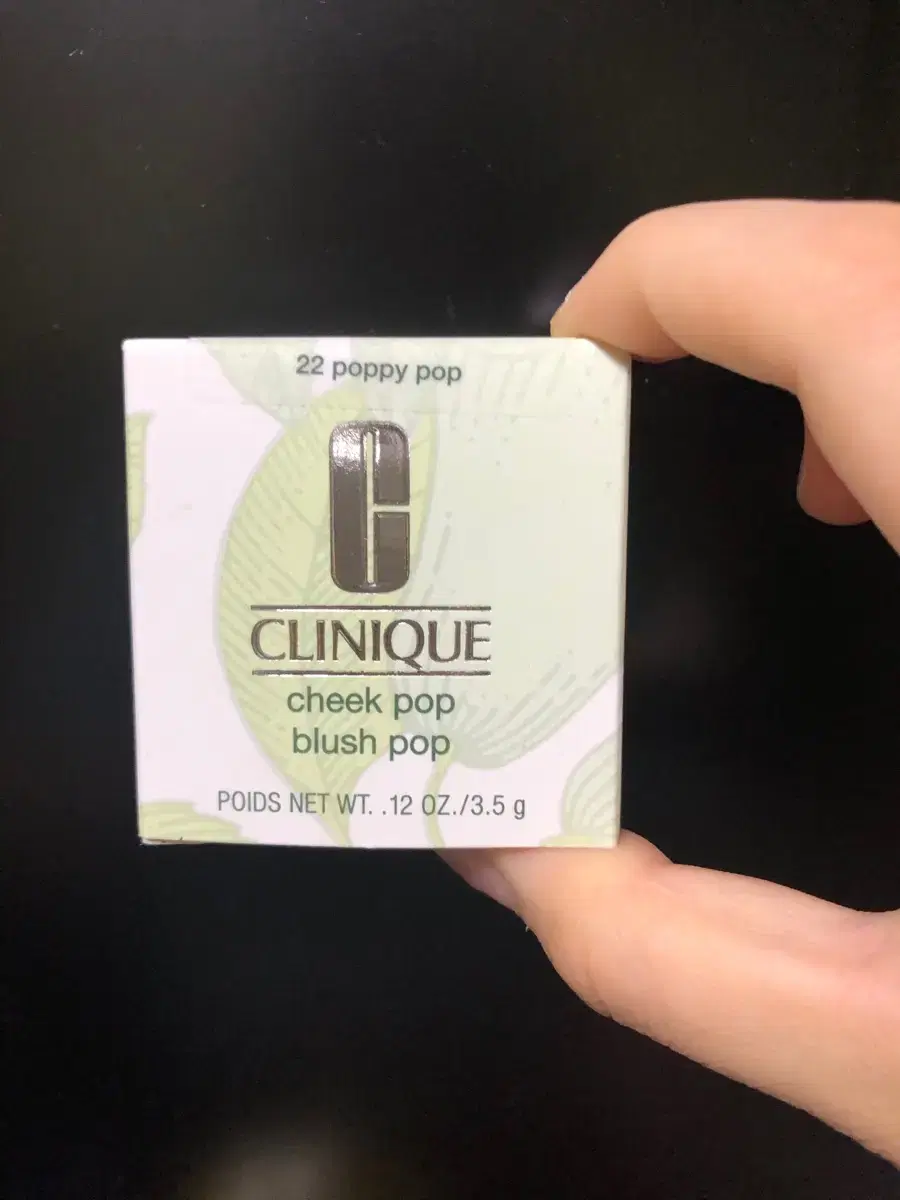 22 poppy pop
CLINIQUE
cheek pop
blush pop
POIDS NET WT. .12 OZ./3.5 g